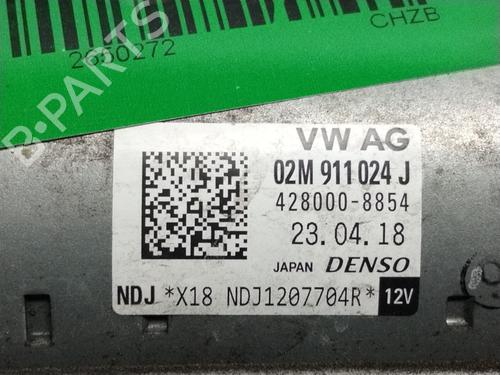 2650272
CHZB
B-PARTS
VW AG
02M 911 024 J
428000-8854
23.04.18
JAPAN DENSO
NDJ *X18 NDJ1207704R* 12V